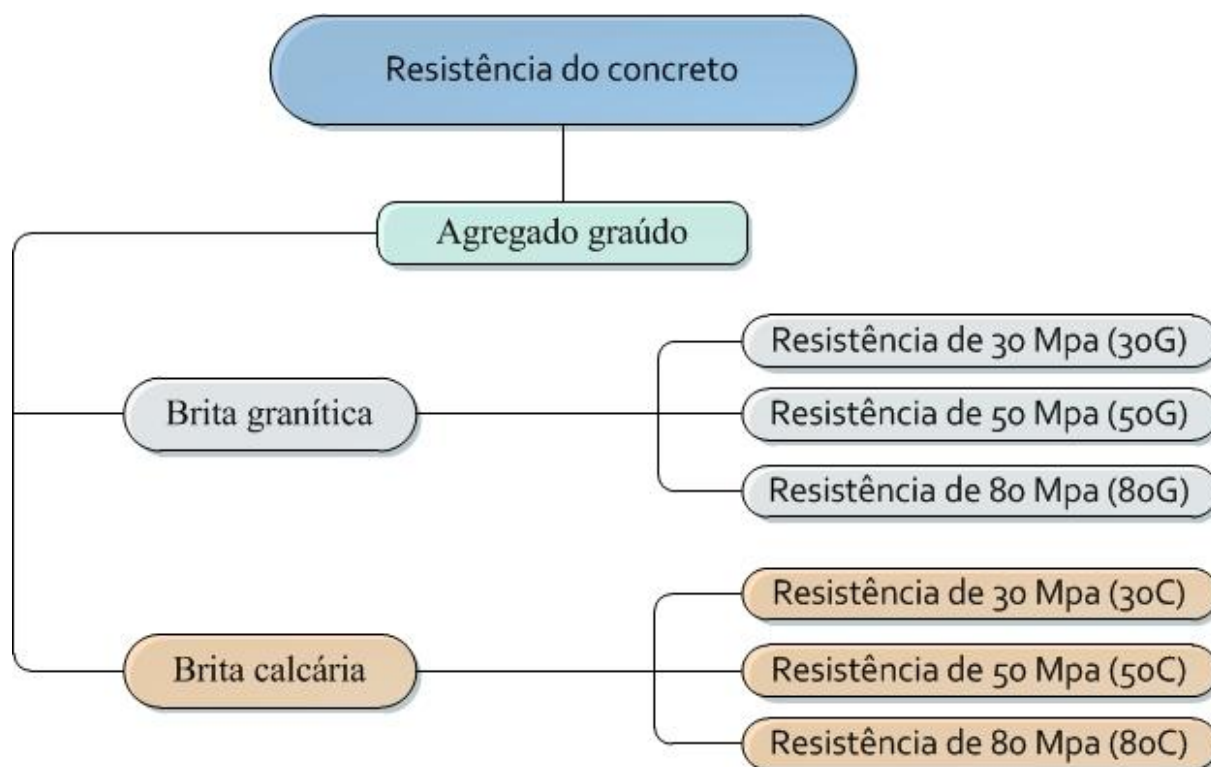 Resistência do concreto
Agregado graúdo
Brita granítica
Resistência de 30 Mpa (30G)
Resistência de 50 Mpa (50G)
Resistência de 80 Mpa (80G)
Brita calcária
Resistência de 30 Mpa (30C)
Resistência de 50 Mpa (50C)
Resistência de 80 Mpa (80C)